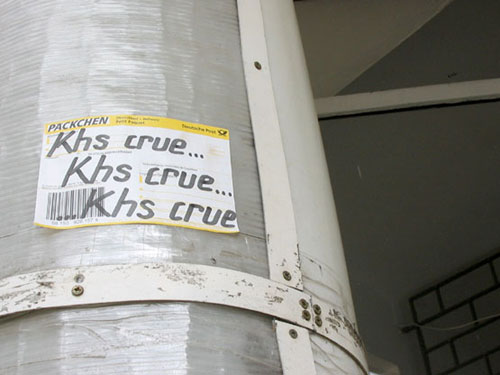 PÄCKCHEN Deutsche Post
Khs crue...
Khs crue...
...Khs crue